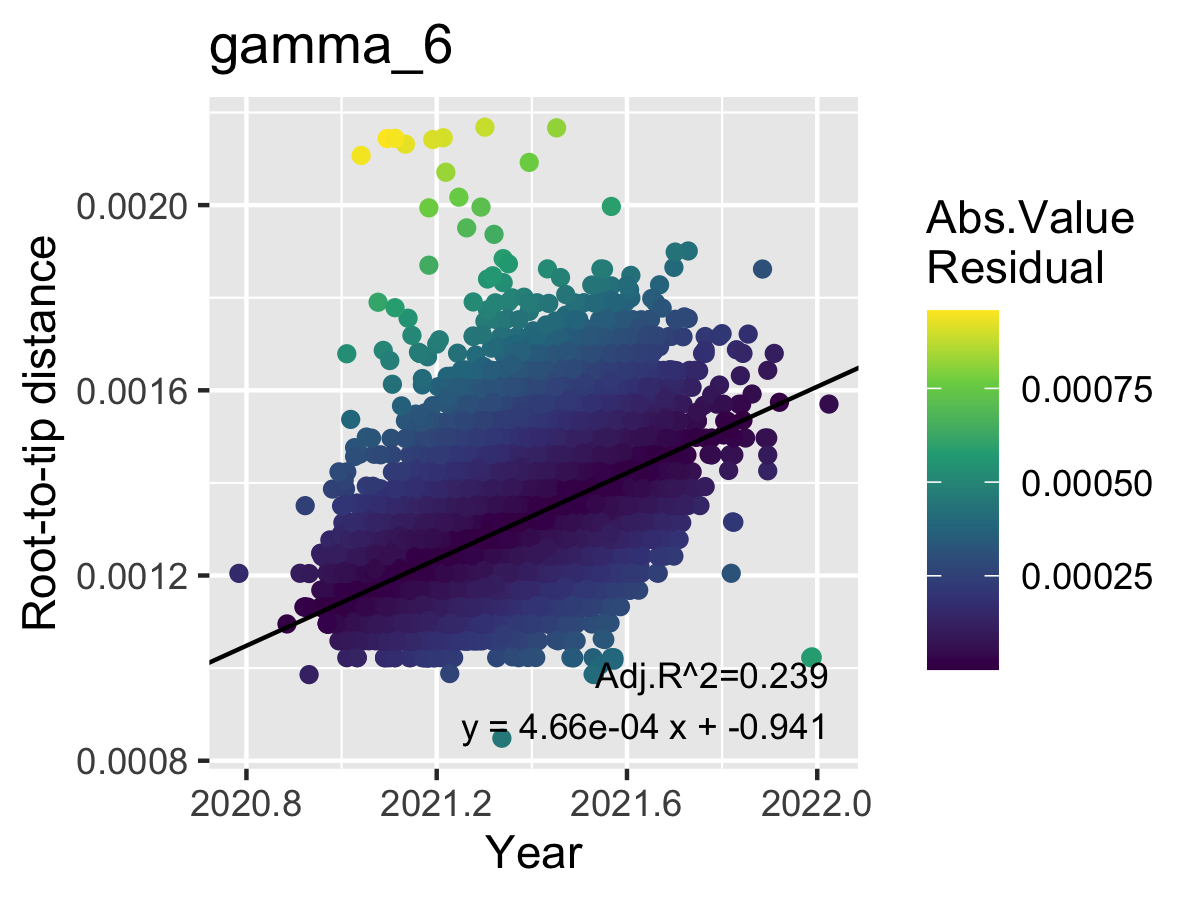 gamma_6
Root-to-tip distance
0.0020
0.0016
0.0012
0.0008
Adj.R^2=0.239
y = 4.66e-04 x + -0.941
2020.8
2021.2
2021.6
2022.0
Year
Abs.Value
Residual
0.00075
0.00050
0.00025